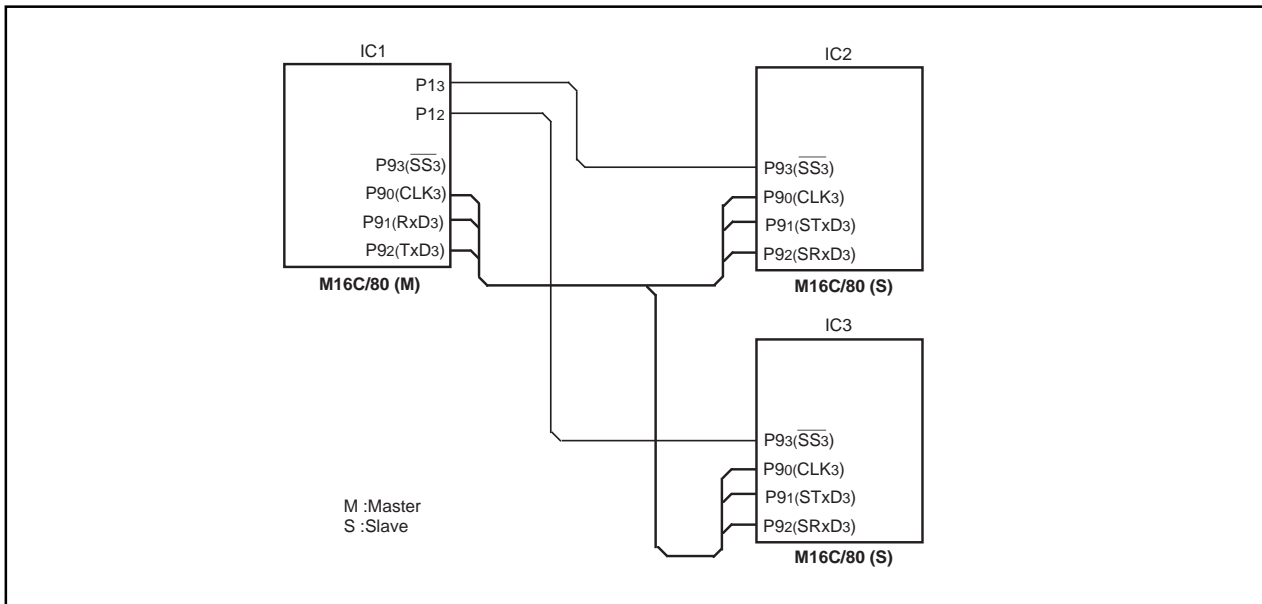 IC1
P13
P12
P93(SS3)
P90(CLK3)
P91(RxD3)
P92(TxD3)
M16C/80 (M)
IC2
P93(SS3)
P90(CLK3)
P91(STxD3)
P92(SRxD3)
M16C/80 (S)
IC3
P93(SS3)
P90(CLK3)
P91(STxD3)
P92(SRxD3)
M16C/80 (S)
M :Master
S :Slave